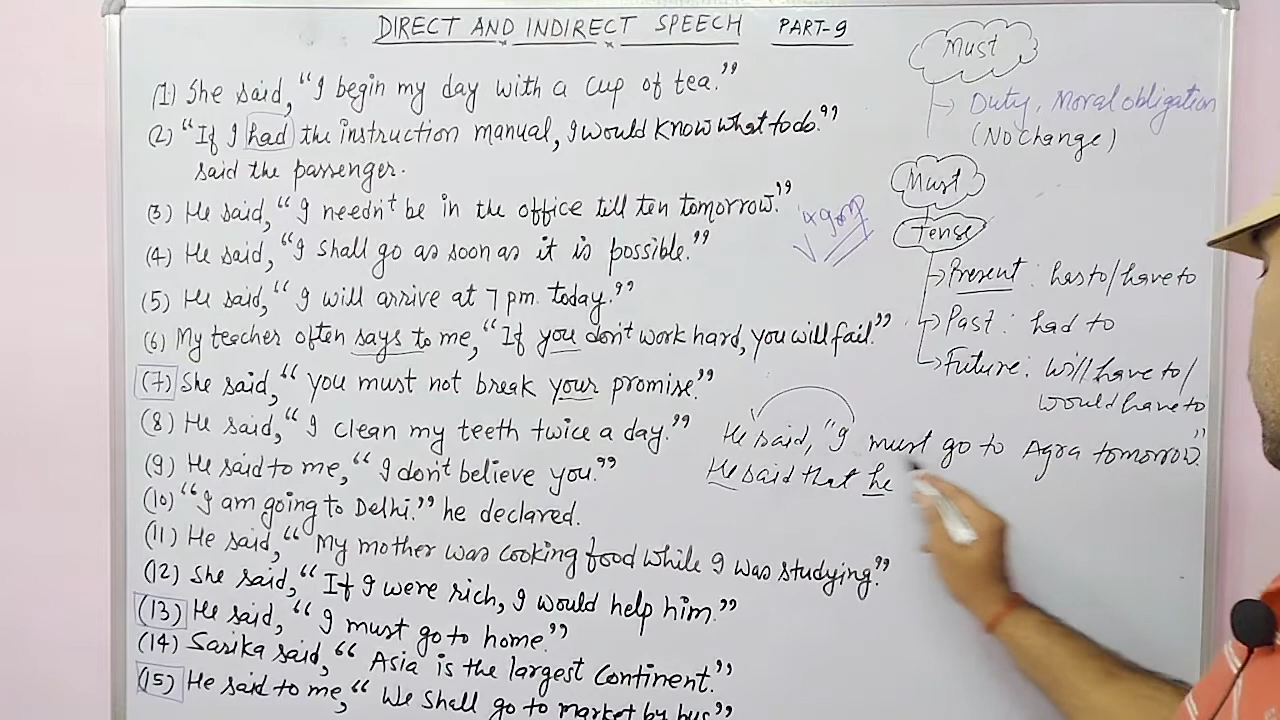 DIRECT AND INDIRECT SPEECH PART-9
(1) She said, “I begin my day with a cup of tea.”
(2) “If I had the instruction manual, I would know what to do.”
said the passenger.
(3) He said, “I needn't be in the office till ten tomorrow.”
(4) He said, “I shall go as soon as it is possible.”
(5) He said, “I will arrive at 7 pm. today.”
(6) My teacher often says to me, “If you don't work hard, you will fail.”
(7) She said, “you must not break your promise.”
(8) He said, “I clean my teeth twice a day.”
(9) He said to me, “I don't believe you.”
(10) “I am going to Delhi.” he declared.
(11) He said, “My mother was cooking food while I was studying.”
(12) She said, “If I were rich, I would help him.”
(13) He said, “I must go to home.”
(14) Sarika said, “Asia is the largest Continent.”
(15) He said to me, “We shall go to market by bus”
Must
Duty, Moral obligation
(No change)
Must
Tense
Present : has to/have to
Past : had to
Future : will have to/
would have to
He said, “I must go to Agra tomorrow.”
He said that he